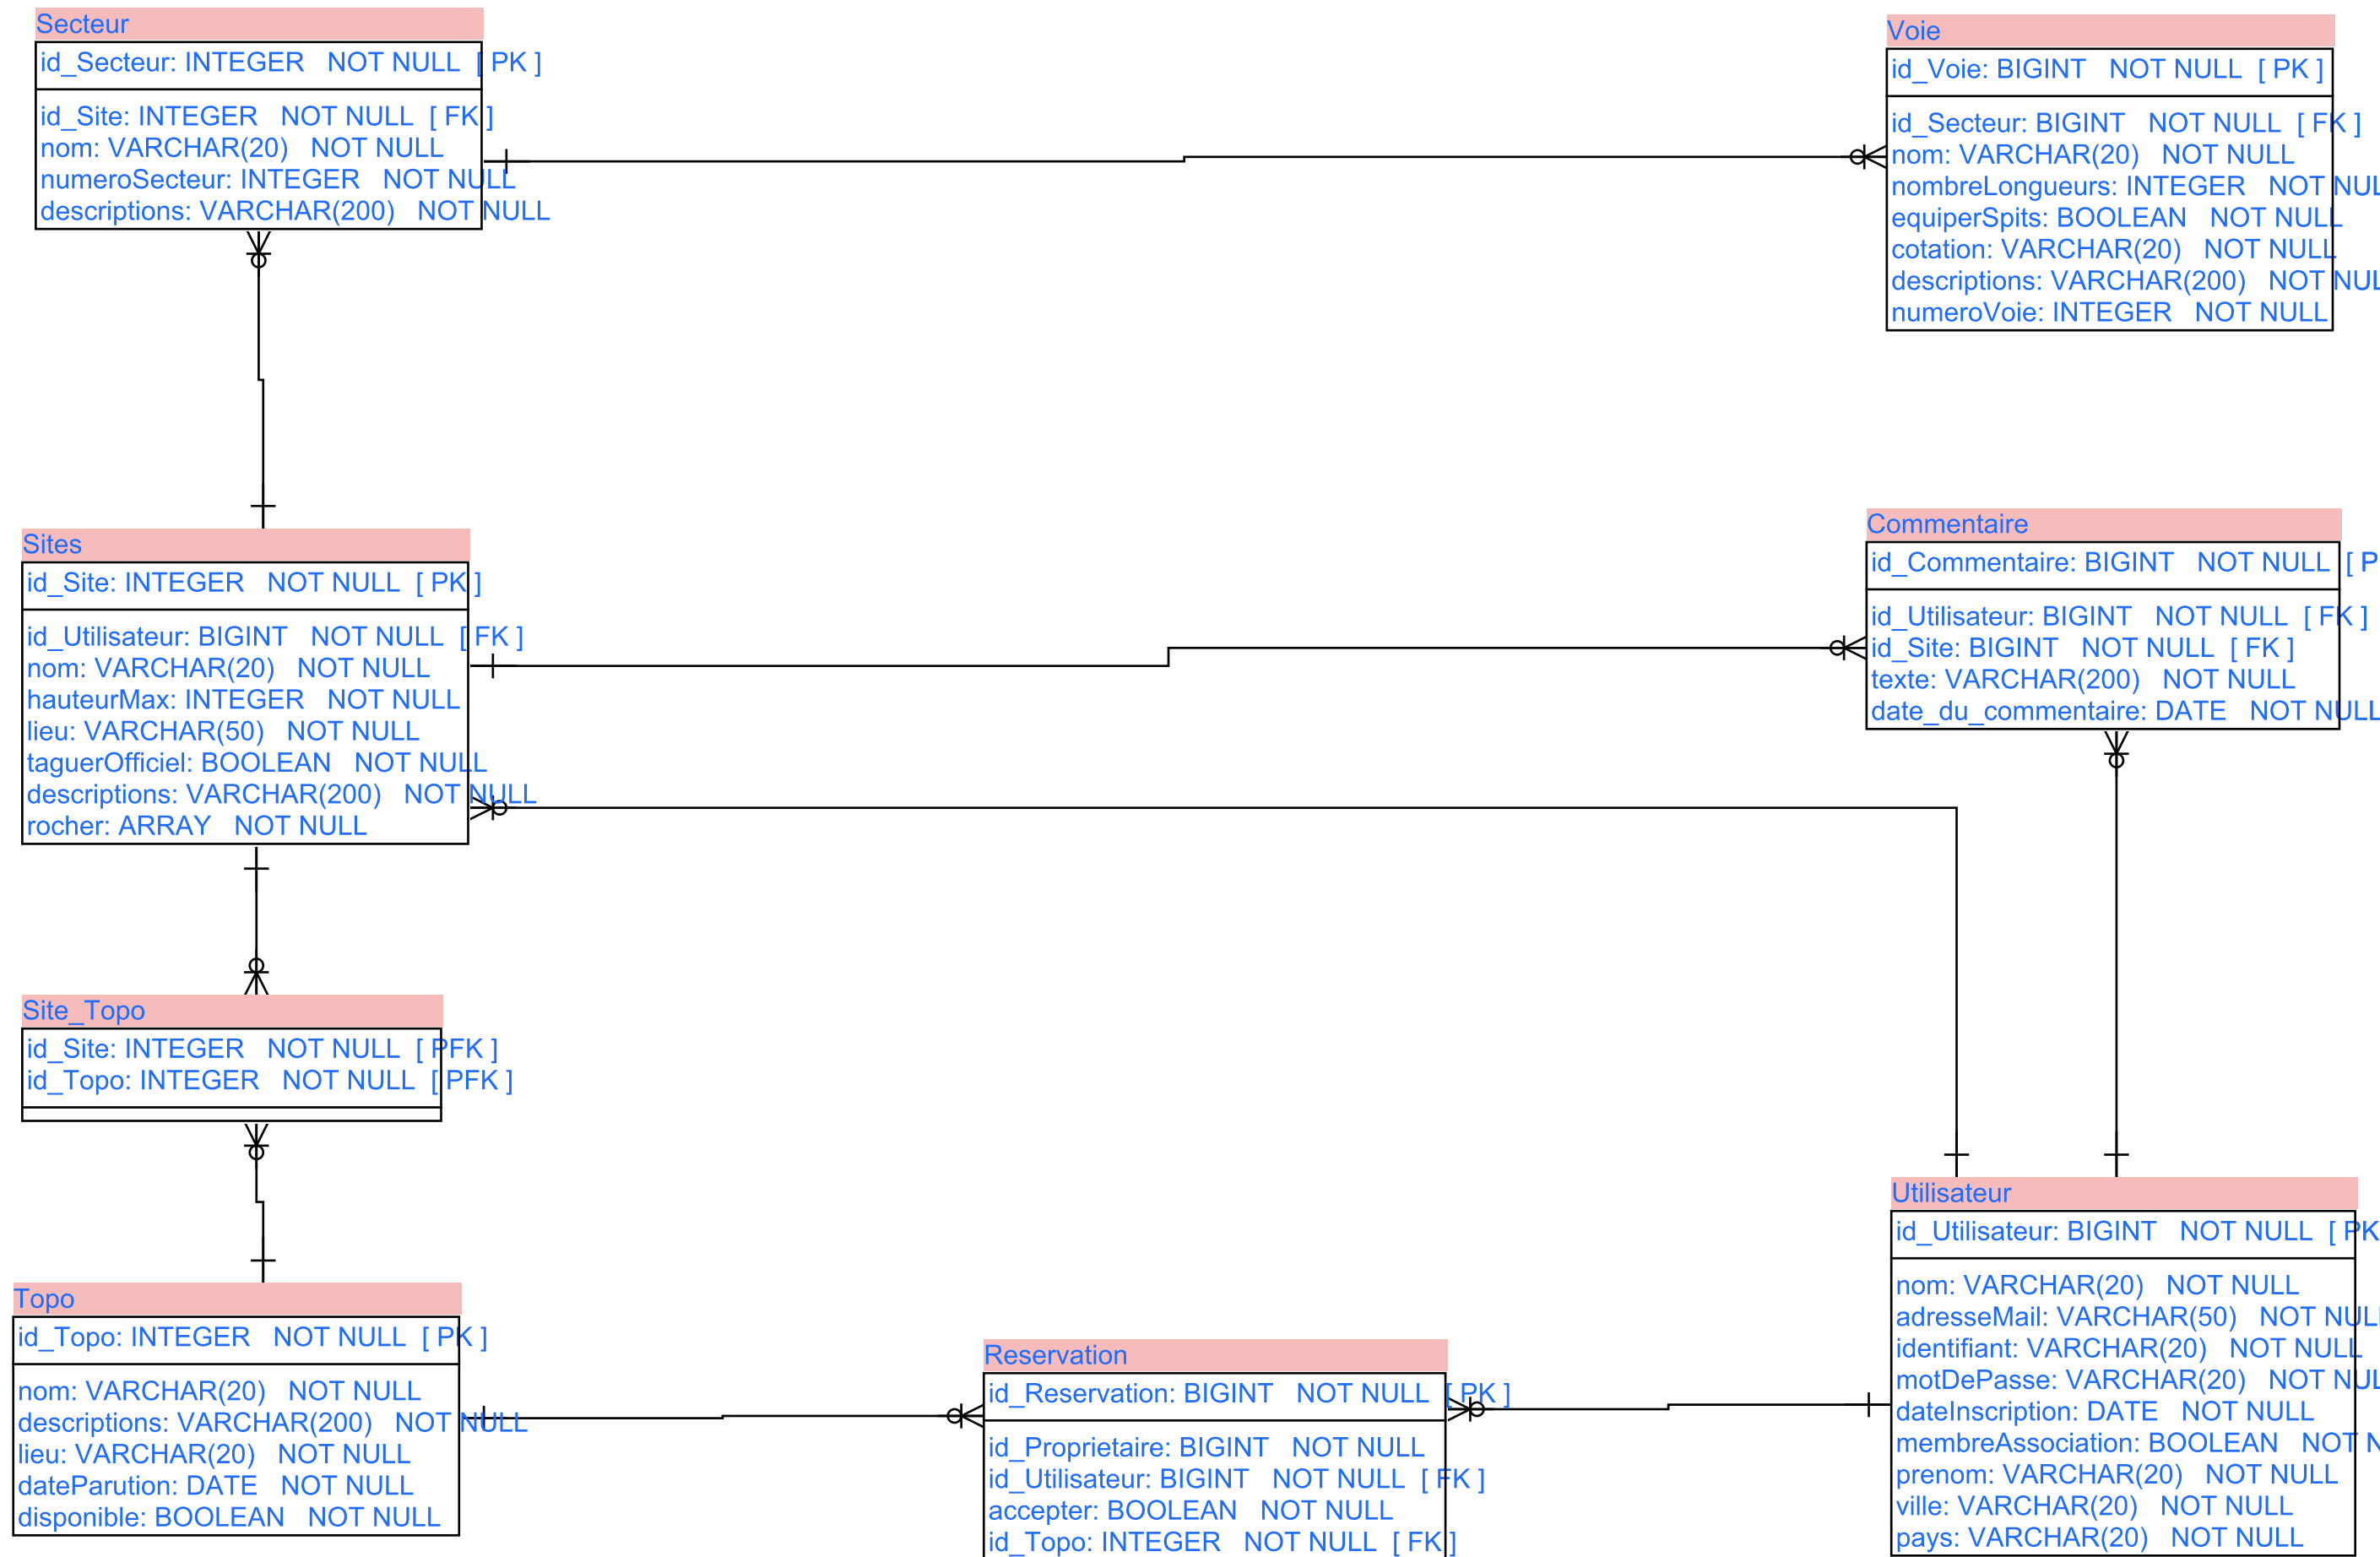 Secteur
id_Secteur: INTEGER NOT NULL [ PK ]
id_Site: INTEGER NOT NULL [ FK ]
nom: VARCHAR(20) NOT NULL
numeroSecteur: INTEGER NOT NULL
descriptions: VARCHAR(200) NOT NULL
Voie
id_Voie: BIGINT NOT NULL [ PK ]
id_Secteur: BIGINT NOT NULL [ FK ]
nom: VARCHAR(20) NOT NULL
nombreLongueurs: INTEGER NOT NUL
equiperSpits: BOOLEAN NOT NULL
cotation: VARCHAR(20) NOT NULL
descriptions: VARCHAR(200) NOT NUL
numeroVoie: INTEGER NOT NULL
Sites
id_Site: INTEGER NOT NULL [ PK ]
id_Utilisateur: BIGINT NOT NULL [ FK ]
nom: VARCHAR(20) NOT NULL
hauteurMax: INTEGER NOT NULL
lieu: VARCHAR(50) NOT NULL
taguerOfficiel: BOOLEAN NOT NULL
descriptions: VARCHAR(200) NOT NULL
rocher: ARRAY NOT NULL
Commentaire
id_Commentaire: BIGINT NOT NULL [ P
id_Utilisateur: BIGINT NOT NULL [ FK ]
id_Site: BIGINT NOT NULL [ FK ]
texte: VARCHAR(200) NOT NULL
date_du_commentaire: DATE NOT NULL
Site_Topo
id_Site: INTEGER NOT NULL [ PFK ]
id_Topo: INTEGER NOT NULL [ PFK ]
Topo
id_Topo: INTEGER NOT NULL [ PK ]
nom: VARCHAR(20) NOT NULL
descriptions: VARCHAR(200) NOT NULL
lieu: VARCHAR(20) NOT NULL
dateParution: DATE NOT NULL
disponible: BOOLEAN NOT NULL
Reservation
id_Reservation: BIGINT NOT NULL [ PK ]
id_Proprietaire: BIGINT NOT NULL
id_Utilisateur: BIGINT NOT NULL [ FK ]
accepter: BOOLEAN NOT NULL
id_Topo: INTEGER NOT NULL [ FK ]
Utilisateur
id_Utilisateur: BIGINT NOT NULL [ PK
nom: VARCHAR(20) NOT NULL
adresseMail: VARCHAR(50) NOT NUL
identifiant: VARCHAR(20) NOT NULL
motDePasse: VARCHAR(20) NOT NUL
dateInscription: DATE NOT NULL
membreAssociation: BOOLEAN NOT N
prenom: VARCHAR(20) NOT NULL
ville: VARCHAR(20) NOT NULL
pays: VARCHAR(20) NOT NULL